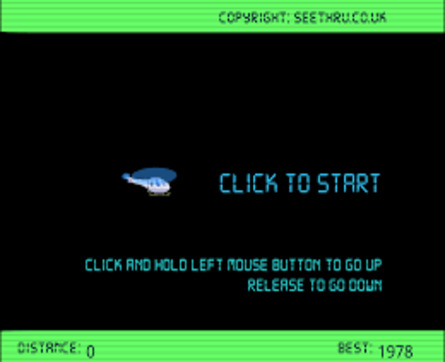 COPYRIGHT: SEETHRU.CO.UK
CLICK TO START
CLICK AND HOLD LEFT MOUSE BUTTON TO GO UP
RELEASE TO GO DOWN
DISTANCE: 0 BEST: 1978